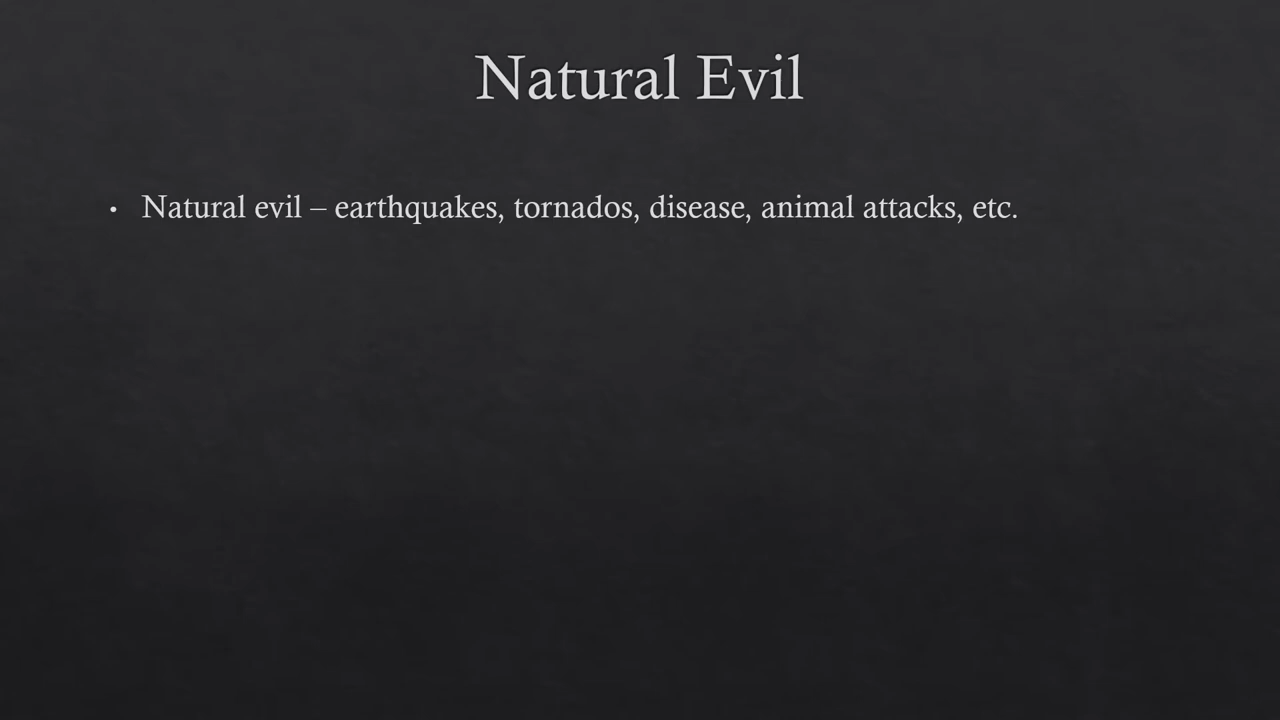 Natural Evil
• Natural evil – earthquakes, tornados, disease, animal attacks, etc.